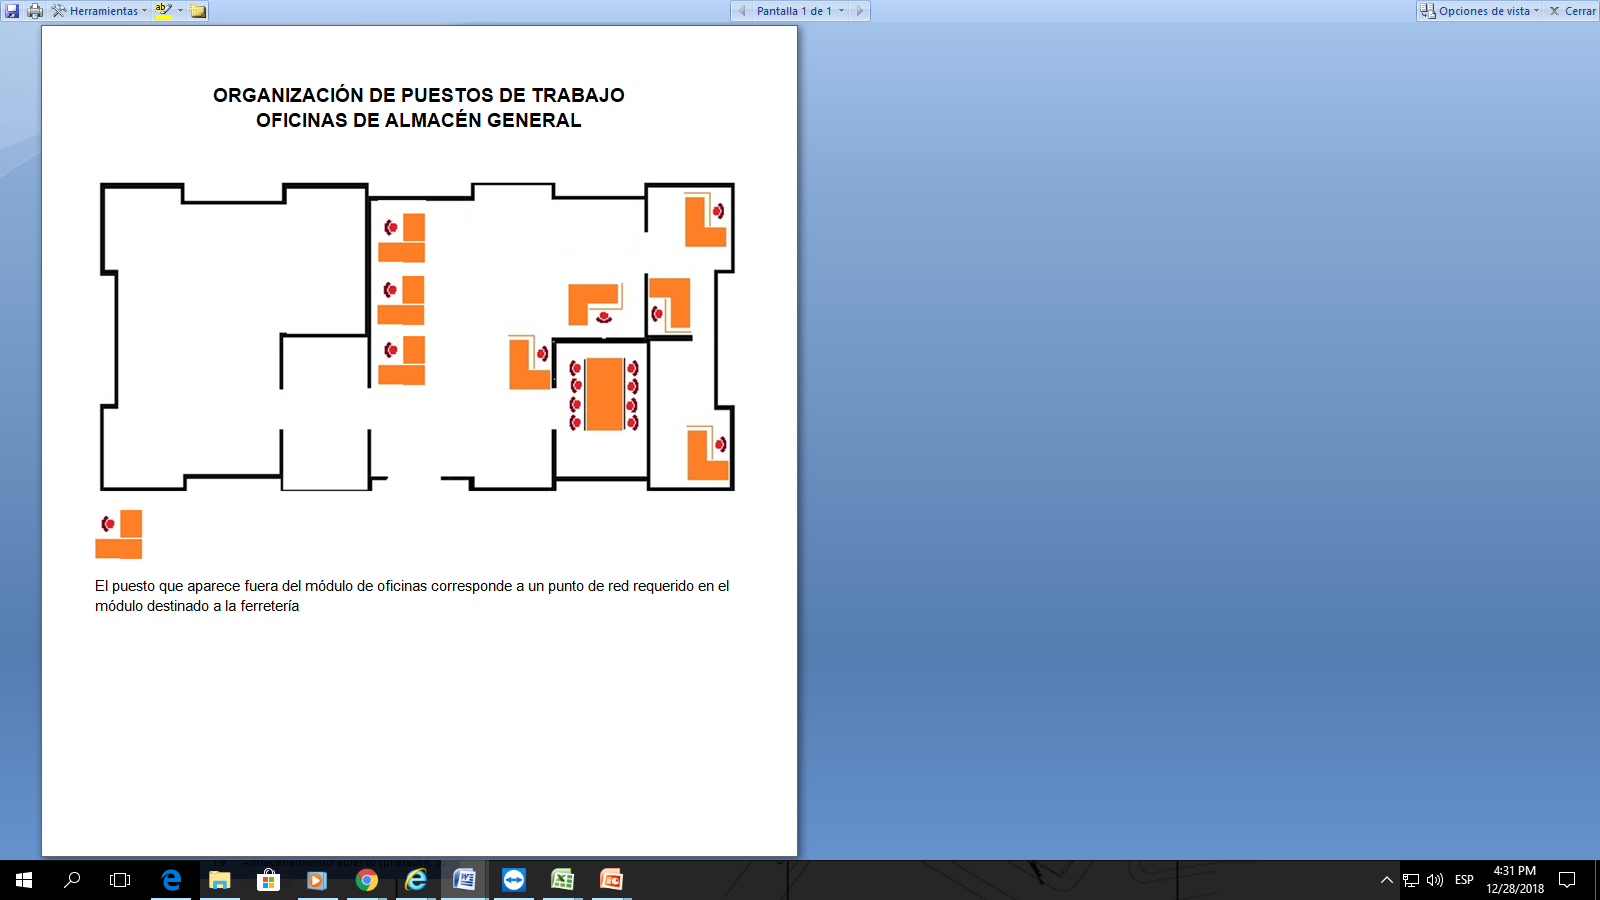 Herramientas
Pantalla 1 de 1
Opciones de vista
Cerrar
ORGANIZACIÓN DE PUESTOS DE TRABAJO
OFICINAS DE ALMACÉN GENERAL
El puesto que aparece fuera del módulo de oficinas corresponde a un punto de red requerido en el
módulo destinado a la ferretería
ESP
4:31 PM
12/28/2018